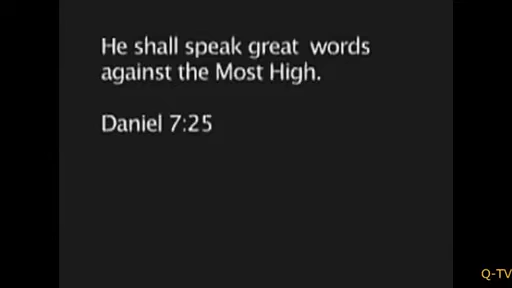 He shall speak great  words
against the Most High.
Daniel 7:25
Q-TV